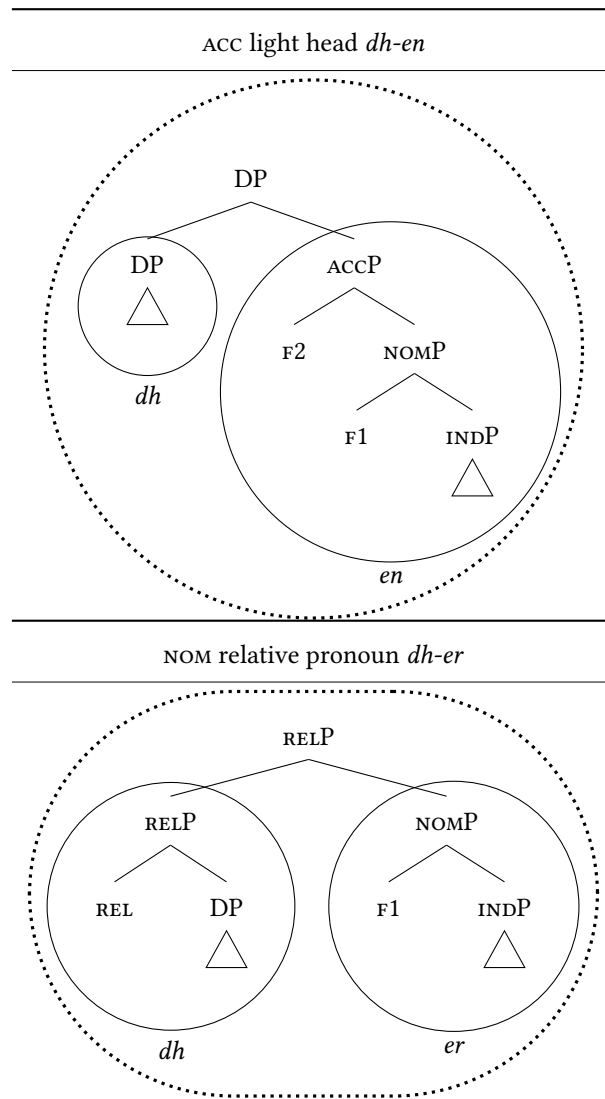 ACC light head dh-en
DP
DP ACCP
F2 NOMP
dh
F1 INDP
en
NOM relative pronoun dh-er
RELP
RELP NOMP
REL DP F1 INDP
dh er